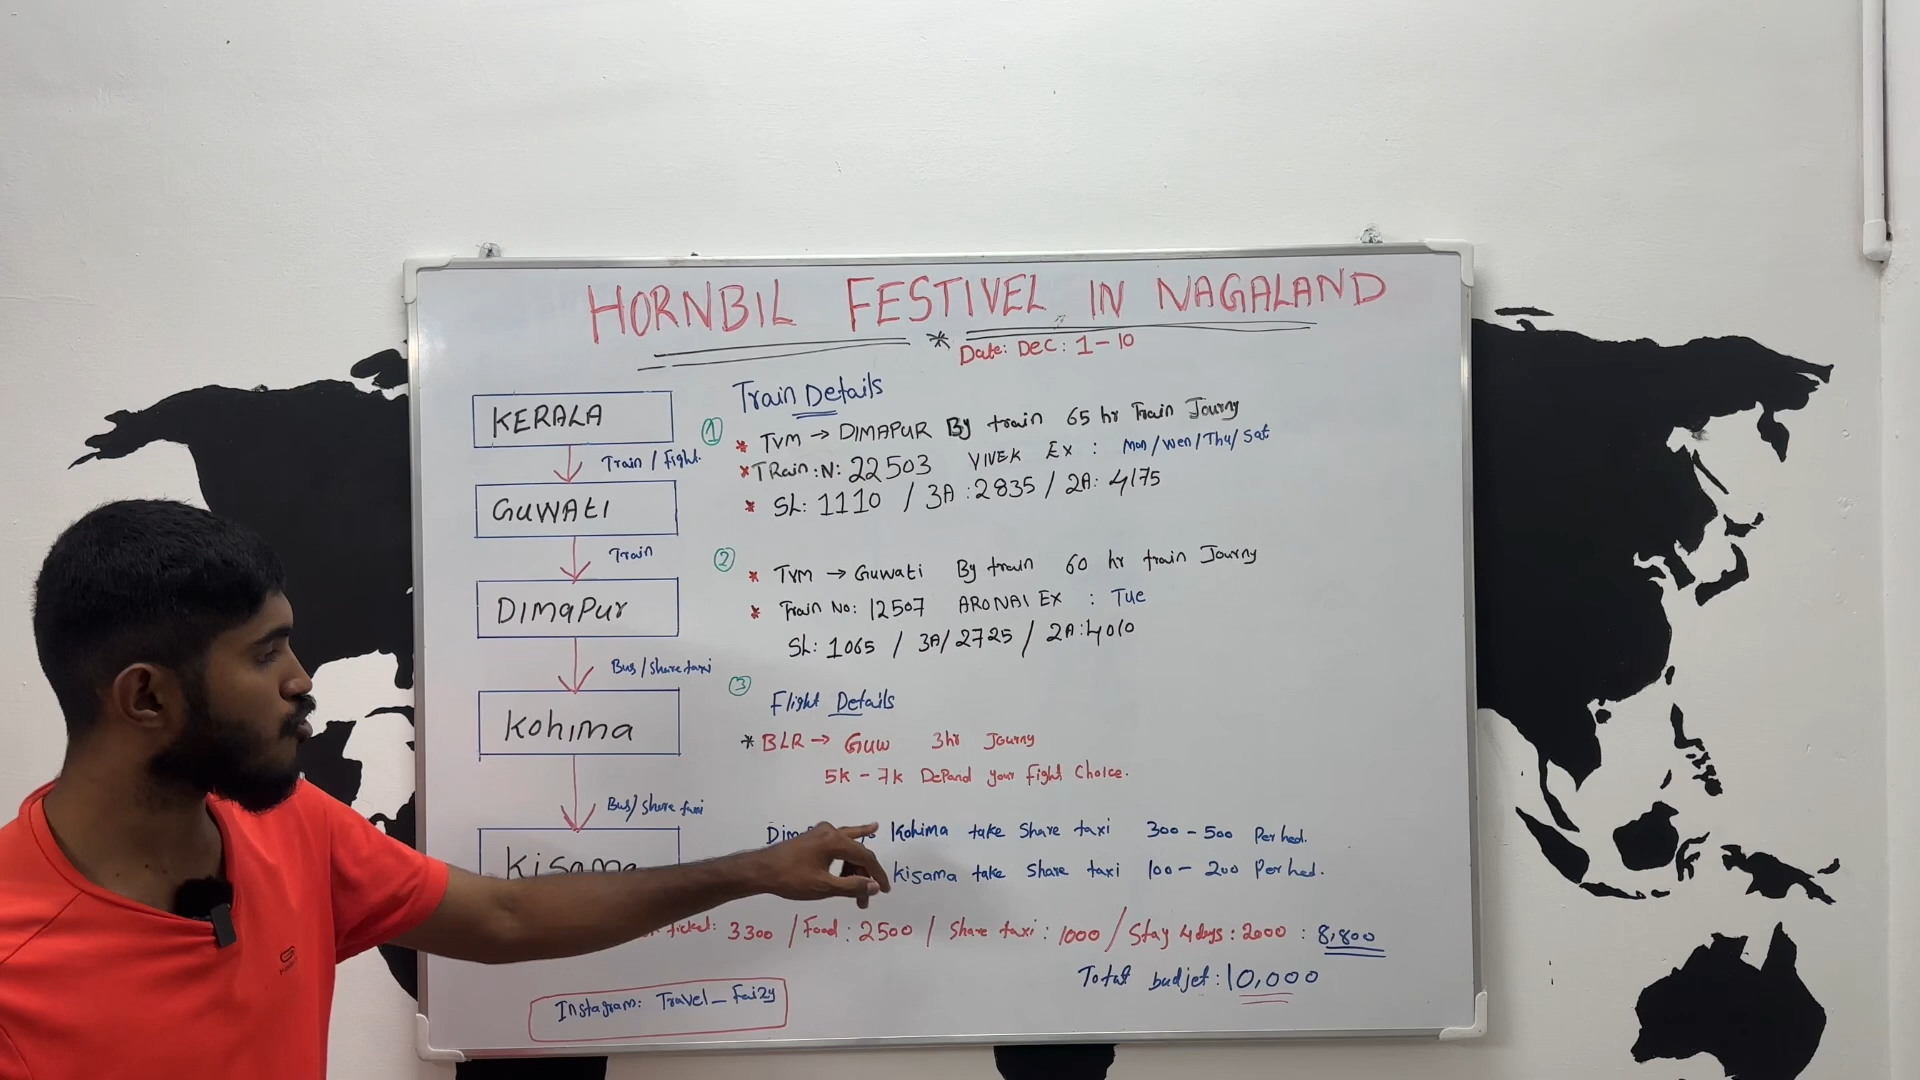 HORNBIL FESTIVEL IN NAGALAND
* Date: Dec: 1-10
KERALA
Train / Fight.
GUWAti
Train
DimaPur
Bus/share taxi
Kohima
Bus/share taxi
Kisama
Train Details
1
* TVM → DIMAPUR By train 65 hr Train Journy
* TRain:N: 22503 VIVEK EX : Mon/Wen/Thu/Sat
* SL: 1110 / 3A :2835 / 2A: 4175
2
* TVM → Guwati By train 60 hr train Journy
* Train No: 12507 ARONAI EX : Tue
SL: 1065 / 3A/ 2725 / 2A:4010
3
Flight Details
* BLR → Guw 3hr Journy
5K - 7K DePand your Fight Choice.
Kohima take Share taxi 300-500 Per hed.
Kisama take Share taxi 100-200 Per hed.
ticket: 3300 / Food: 2500 / Share taxi: 1000 / Stay 4days: 2000 : 8,800
Total budjet: 10,000
Instagram: Travel_Faizy